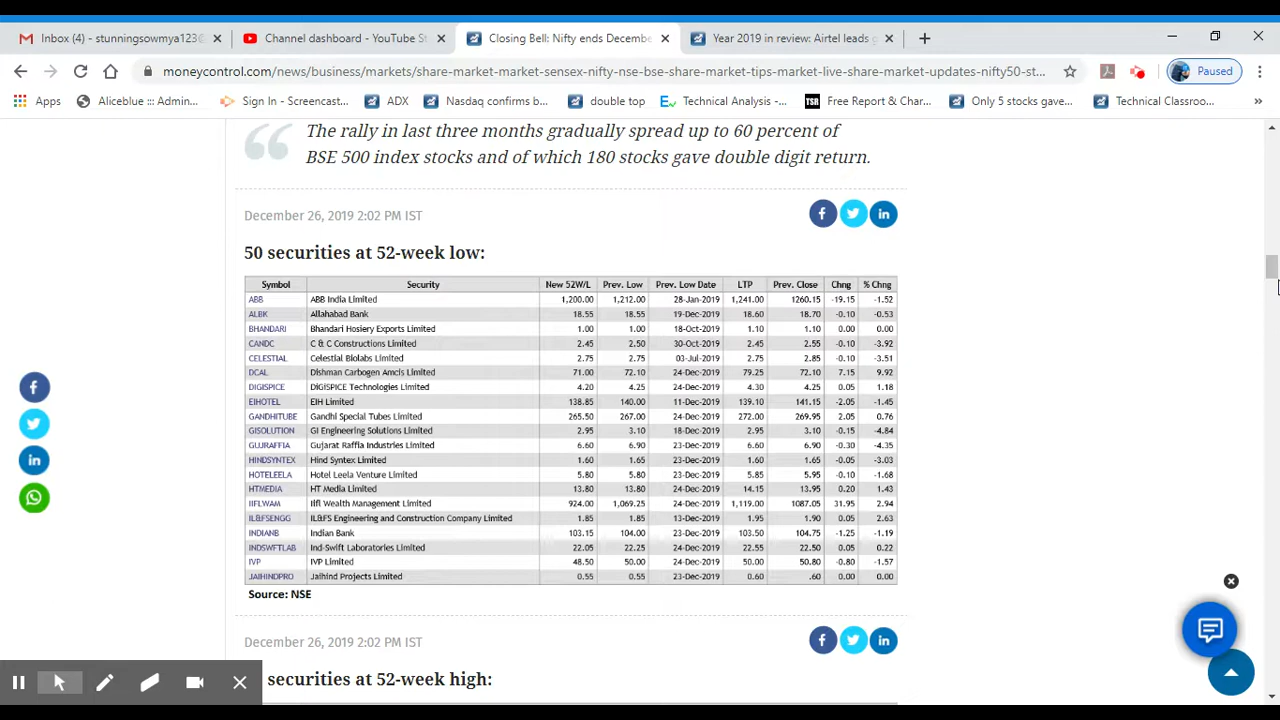 Inbox (4) - stunningsowmya123@
Channel dashboard - YouTube St
Closing Bell: Nifty ends Decembe
Year 2019 in review: Airtel leads g
moneycontrol.com/news/business/markets/share-market-market-sensex-nifty-nse-bse-share-market-tips-market-live-share-market-updates-nifty50-st...
Paused
Apps
Aliceblue ::: Admin...
Sign In - Screencast...
ADX
Nasdaq confirms b...
double top
Technical Analysis -...
TSR Free Report & Char...
Only 5 stocks gave...
Technical Classroo...
»
The rally in last three months gradually spread up to 60 percent of
BSE 500 index stocks and of which 180 stocks gave double digit return.
December 26, 2019 2:02 PM IST
50 securities at 52-week low:
Symbol Security New 52W/L Prev. Low Prev. Low Date LTP Prev. Close Chng % Chng
ABB ABB India Limited 1,200.00 1,212.00 28-Jan-2019 1,241.00 1260.15 -19.15 -1.52
ALBK Allahabad Bank 18.55 18.55 19-Dec-2019 18.60 18.70 -0.10 -0.53
BHANDARI Bhandari Hosiery Exports Limited 1.00 1.00 18-Oct-2019 1.10 1.10 0.00 0.00
CANDC C & C Constructions Limited 2.45 2.50 30-Oct-2019 2.45 2.55 -0.10 -3.92
CELESTIAL Celestial Biolabs Limited 2.75 2.75 03-Jul-2019 2.75 2.85 -0.10 -3.51
DCAL Dishman Carbogen Amcis Limited 71.00 72.10 24-Dec-2019 79.25 72.10 7.15 9.92
DIGISPICE DiGiSPICE Technologies Limited 4.20 4.25 24-Dec-2019 4.30 4.25 0.05 1.18
EIHOTEL EIH Limited 138.85 140.00 11-Dec-2019 139.10 141.15 -2.05 -1.45
GANDHITUBE Gandhi Special Tubes Limited 265.50 267.00 24-Dec-2019 272.00 269.95 2.05 0.76
GISOLUTION GI Engineering Solutions Limited 2.95 3.10 18-Dec-2019 2.95 3.10 -0.15 -4.84
GUJRAFFIA Gujarat Raffia Industries Limited 6.60 6.90 23-Dec-2019 6.60 6.90 -0.30 -4.35
HINDSYNTEX Hind Syntex Limited 1.60 1.65 23-Dec-2019 1.60 1.65 -0.05 -3.03
HOTELEELA Hotel Leela Venture Limited 5.80 5.80 23-Dec-2019 5.85 5.95 -0.10 -1.68
HTMEDIA HT Media Limited 13.80 13.80 24-Dec-2019 14.15 13.95 0.20 1.43
IIFLWAM Iifl Wealth Management Limited 924.00 1,069.25 24-Dec-2019 1,119.00 1087.05 31.95 2.94
IL&FSENGG IL&FS Engineering and Construction Company Limited 1.85 1.85 13-Dec-2019 1.95 1.90 0.05 2.63
INDIANB Indian Bank 103.15 104.00 23-Dec-2019 103.50 104.75 -1.25 -1.19
INDSWFTLAB Ind-Swift Laboratories Limited 22.05 22.25 24-Dec-2019 22.55 22.50 0.05 0.22
IVP IVP Limited 48.50 50.00 24-Dec-2019 50.00 50.80 -0.80 -1.57
JAIHINDPRO Jaihind Projects Limited 0.55 0.55 23-Dec-2019 0.60 .60 0.00 0.00
Source: NSE
December 26, 2019 2:02 PM IST
securities at 52-week high: